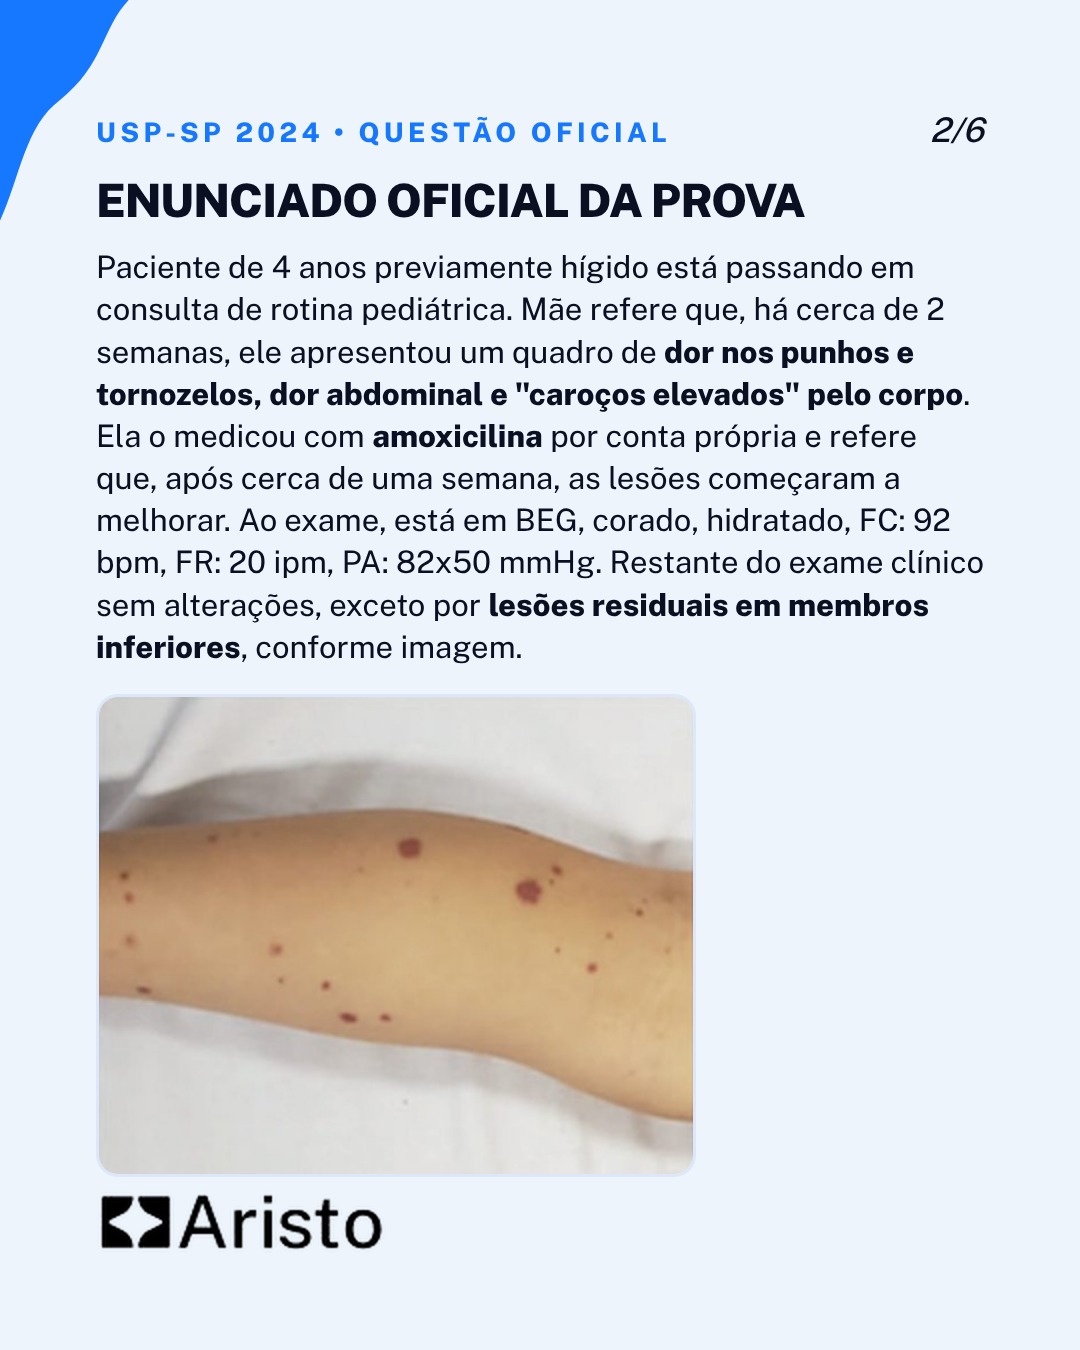 USP-SP 2024 • QUESTÃO OFICIAL
2/6
ENUNCIADO OFICIAL DA PROVA
Paciente de 4 anos previamente hígido está passando em
consulta de rotina pediátrica. Mãe refere que, há cerca de 2
semanas, ele apresentou um quadro de dor nos punhos e
tornozelos, dor abdominal e "caroços elevados" pelo corpo.
Ela o medicou com amoxicilina por conta própria e refere
que, após cerca de uma semana, as lesões começaram a
melhorar. Ao exame, está em BEG, corado, hidratado, FC: 92
bpm, FR: 20 ipm, PA: 82x50 mmHg. Restante do exame clínico
sem alterações, exceto por lesões residuais em membros
inferiores, conforme imagem.
Aristo